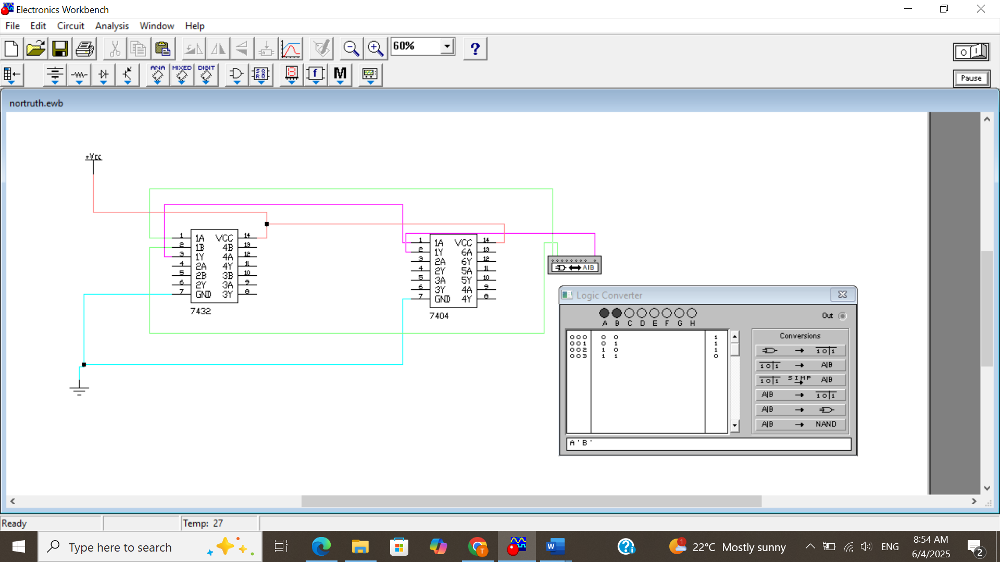 Electronics Workbench
File Edit Circuit Analysis Window Help
60%
?
O I
ANA MIXED DIGIT
f M
Pause
nortruth.ewb
+Vcc
1 1A VCC 14
2 1B 4B 13
3 1Y 4A 12
4 2A 4Y 11
5 2B 3B 10
6 2Y 3A 9
7 GND 3Y 8
7432
1 1A VCC 14
2 1Y 6A 13
3 2A 6Y 12
4 2Y 5A 11
5 3A 5Y 10
6 3Y 4A 9
7 GND 4Y 8
7404
A|B
Logic Converter
Out
A B C D E F G H
000 0 0 1
001 0 1 1
002 1 0 1
003 1 1 0
Conversions
→ 1 0 1
1 0 1 → A|B
1 0 1 SIMP → A|B
A|B → 1 0 1
A|B →
A|B → NAND
A'B'
Ready Temp: 27
Type here to search
1
22°C Mostly sunny
ENG
8:54 AM
6/4/2025
2